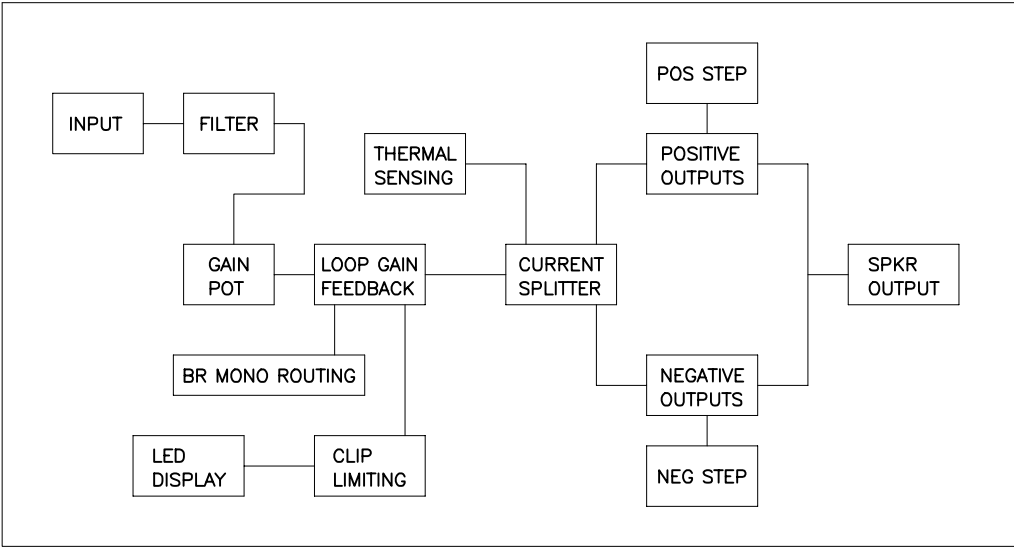 POS STEP
INPUT
FILTER
THERMAL
SENSING
POSITIVE
OUTPUTS
GAIN
POT
LOOP GAIN
FEEDBACK
CURRENT
SPLITTER
SPKR
OUTPUT
BR MONO ROUTING
NEGATIVE
OUTPUTS
LED
DISPLAY
CLIP
LIMITING
NEG STEP